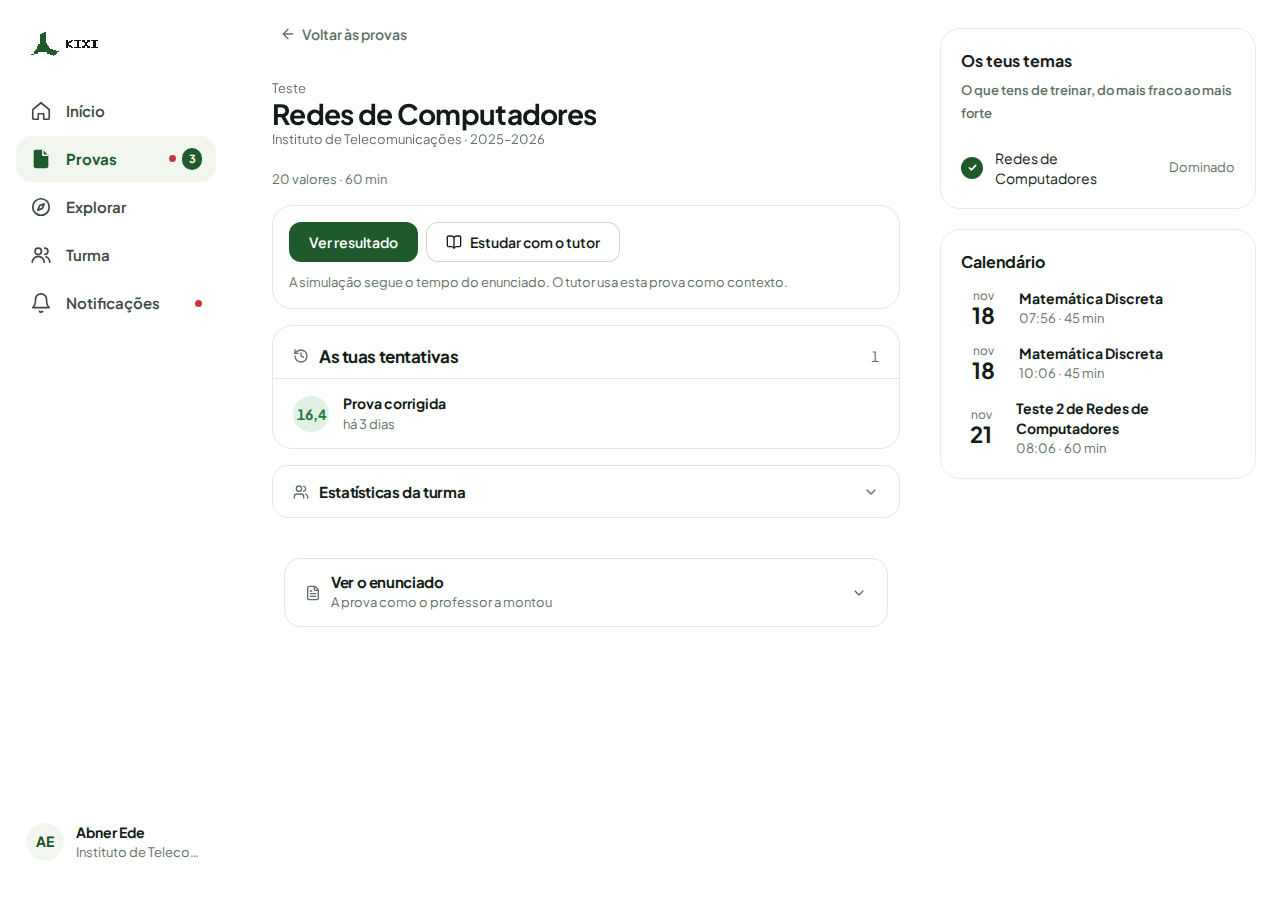 KIXI
Início
Provas
3
Explorar
Turma
Notificações
AE
Abner Ede
Instituto de Teleco...
Voltar às provas
Teste
Redes de Computadores
Instituto de Telecomunicações · 2025–2026
20 valores · 60 min
Ver resultado
Estudar com o tutor
A simulação segue o tempo do enunciado. O tutor usa esta prova como contexto.
As tuas tentativas
1
16,4
Prova corrigida
há 3 dias
Estatísticas da turma
Ver o enunciado
A prova como o professor a montou
Os teus temas
O que tens de treinar, do mais fraco ao mais
forte
Redes de
Computadores
Dominado
Calendário
nov
18
Matemática Discreta
07:56 · 45 min
nov
18
Matemática Discreta
10:06 · 45 min
nov
21
Teste 2 de Redes de
Computadores
08:06 · 60 min